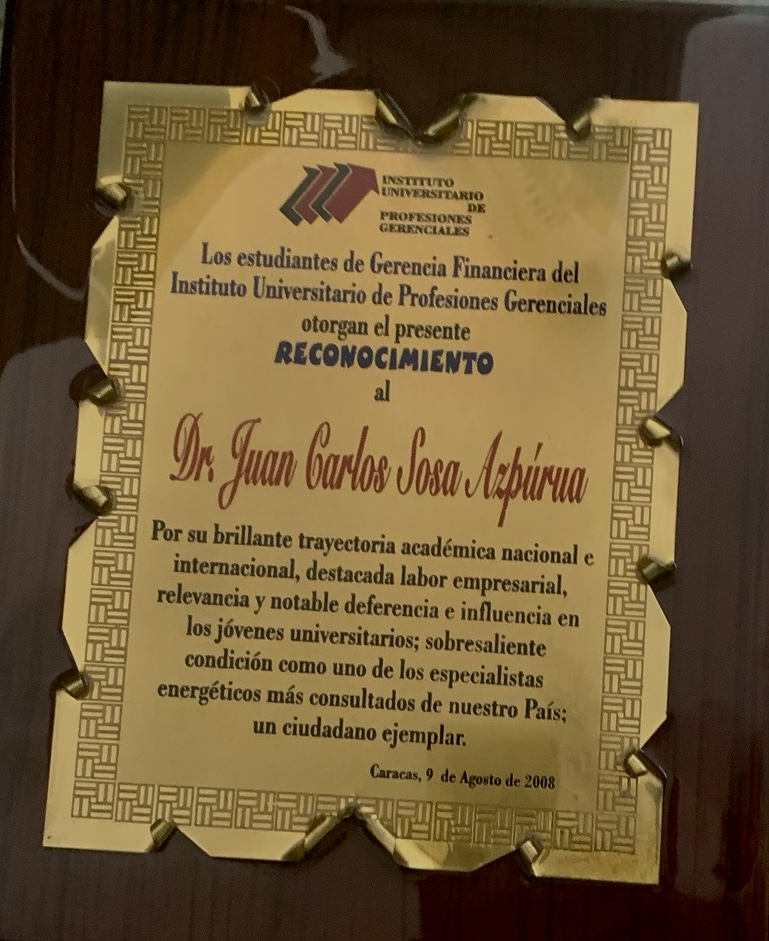 INSTITUTO
UNIVERSITARIO
DE
PROFESIONES
GERENCIALES
Los estudiantes de Gerencia Financiera del
Instituto Universitario de Profesiones Gerenciales
otorgan el presente
RECONOCIMIENTO
al
Dr. Juan Carlos Sosa Azpúrua
Por su brillante trayectoria académica nacional e
internacional, destacada labor empresarial,
relevancia y notable deferencia e influencia en
los jóvenes universitarios; sobresaliente
condición como uno de los especialistas
energéticos más consultados de nuestro País;
un ciudadano ejemplar.
Caracas, 9 de Agosto de 2008